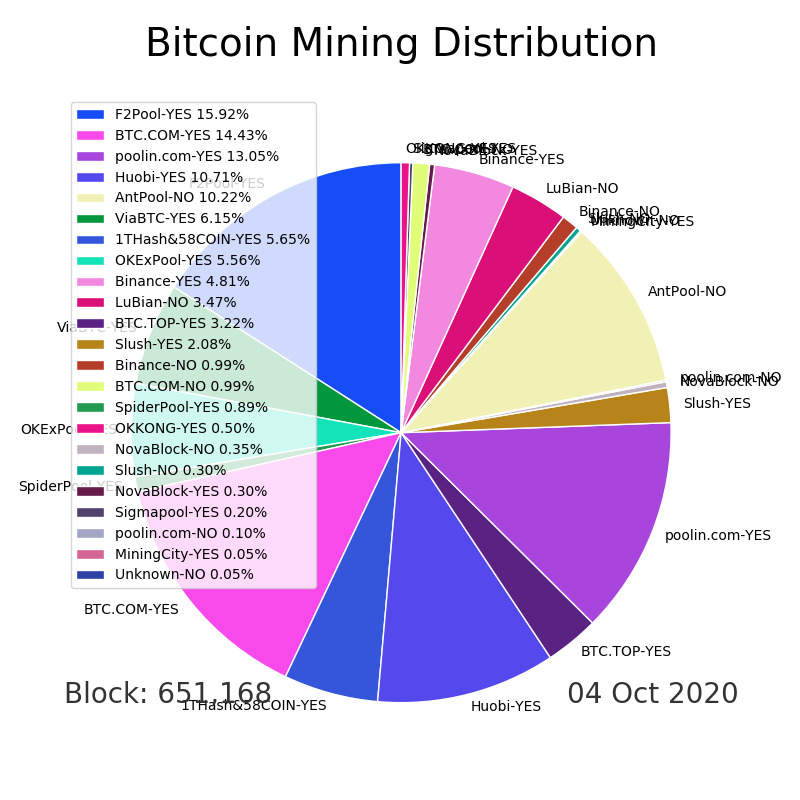 Bitcoin Mining Distribution
F2Pool-YES 15.92%
BTC.COM-YES 14.43%
poolin.com-YES 13.05%
Huobi-YES 10.71%
AntPool-NO 10.22%
ViaBTC-YES 6.15%
1THash&58COIN-YES 5.65%
OKExPool-YES 5.56%
Binance-YES 4.81%
LuBian-NO 3.47%
BTC.TOP-YES 3.22%
Slush-YES 2.08%
Binance-NO 0.99%
BTC.COM-NO 0.99%
SpiderPool-YES 0.89%
OKKONG-YES 0.50%
NovaBlock-NO 0.35%
Slush-NO 0.30%
NovaBlock-YES 0.30%
Sigmapool-YES 0.20%
poolin.com-NO 0.10%
MiningCity-YES 0.05%
Unknown-NO 0.05%
Binance-YES
LuBian-NO
Binance-NO
MiningCity-YES
AntPool-NO
poolin.com-NO
NovaBlock-NO
Slush-YES
poolin.com-YES
BTC.TOP-YES
Huobi-YES
1THash&58COIN-YES
BTC.COM-YES
SpiderPool-YES
OKExPool-YES
ViaBTC-YES
F2Pool-YES
Block: 651,168
04 Oct 2020